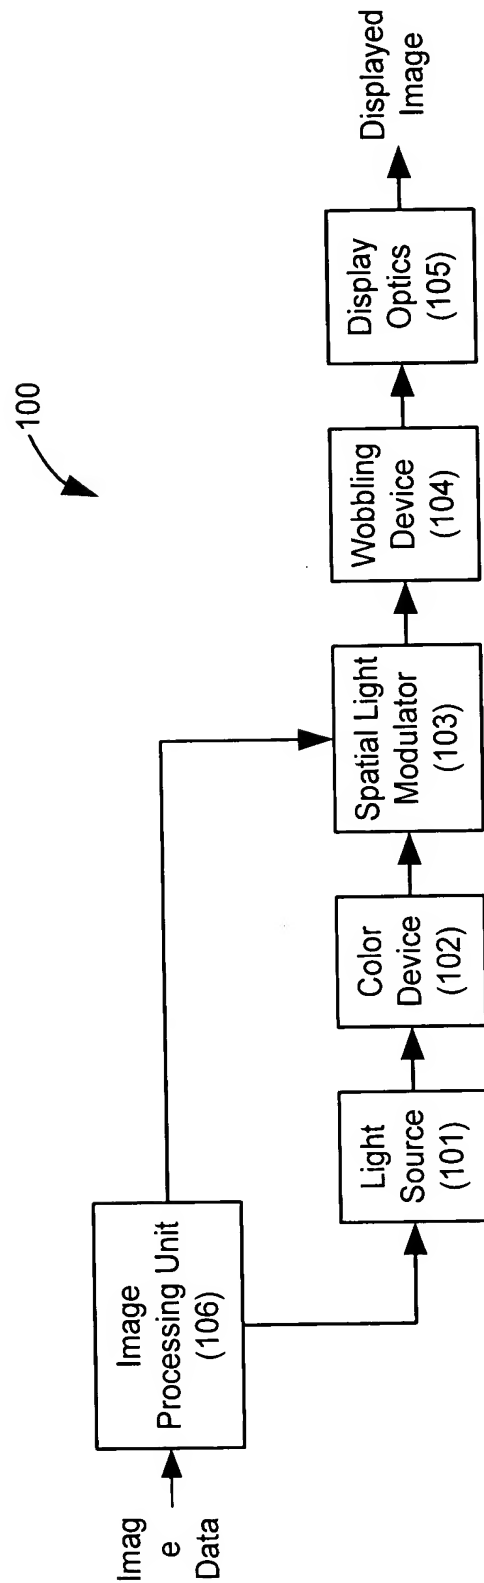 100
Imag
e
Data
Image
Processing Unit
(106)
Light
Source
(101)
Color
Device
(102)
Spatial Light
Modulator
(103)
Wobbling
Device
(104)
Display
Optics
(105)
Displayed
Image